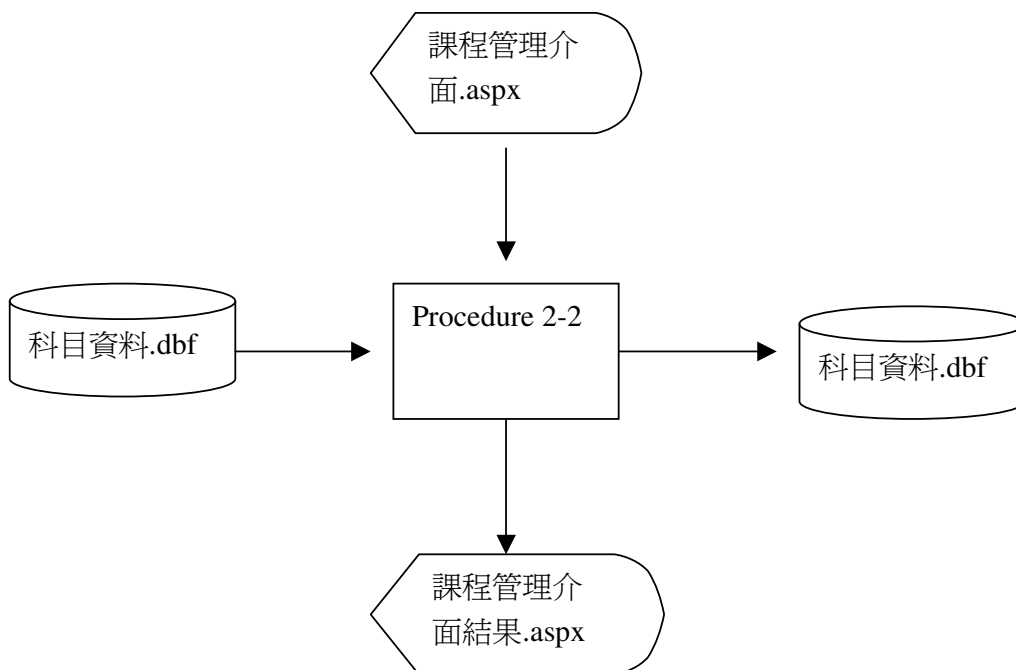 課程管理介
面.aspx
科目資料.dbf
Procedure 2-2
科目資料.dbf
課程管理介
面結果.aspx